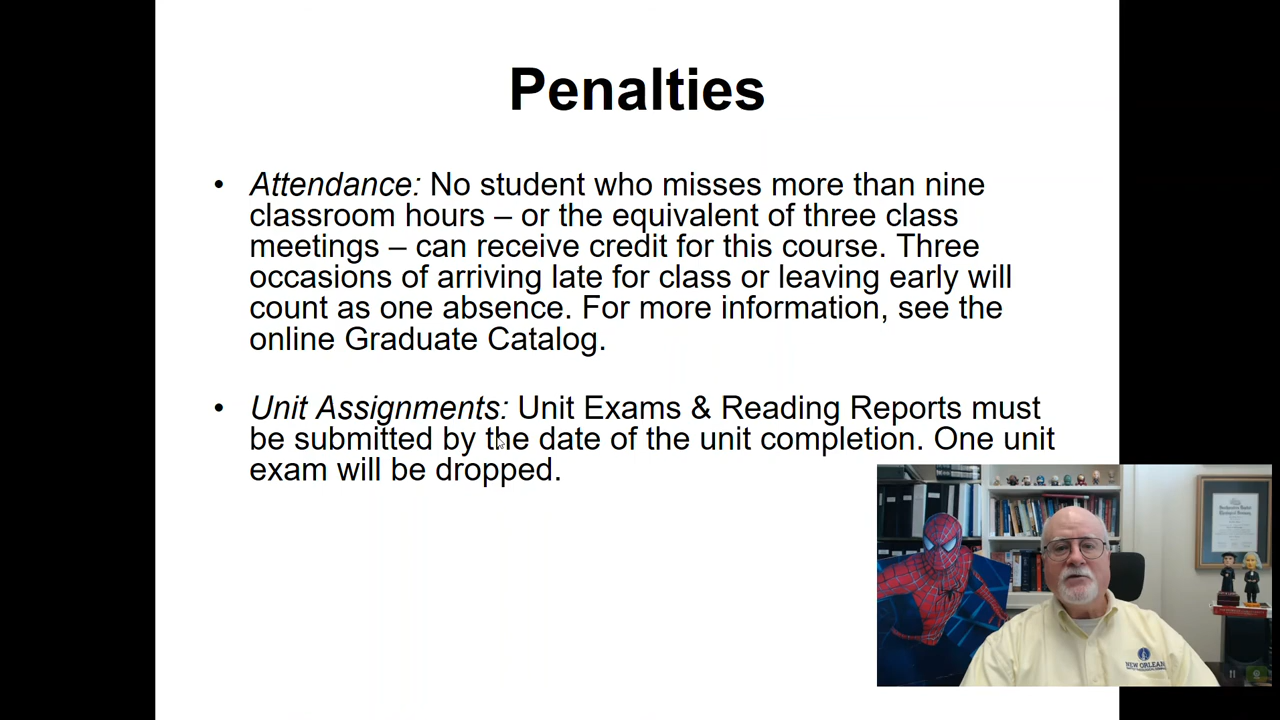 Penalties
• Attendance: No student who misses more than nine
classroom hours – or the equivalent of three class
meetings – can receive credit for this course. Three
occasions of arriving late for class or leaving early will
count as one absence. For more information, see the
online Graduate Catalog.
• Unit Assignments: Unit Exams & Reading Reports must
be submitted by the date of the unit completion. One unit
exam will be dropped.
NEW ORLEANS